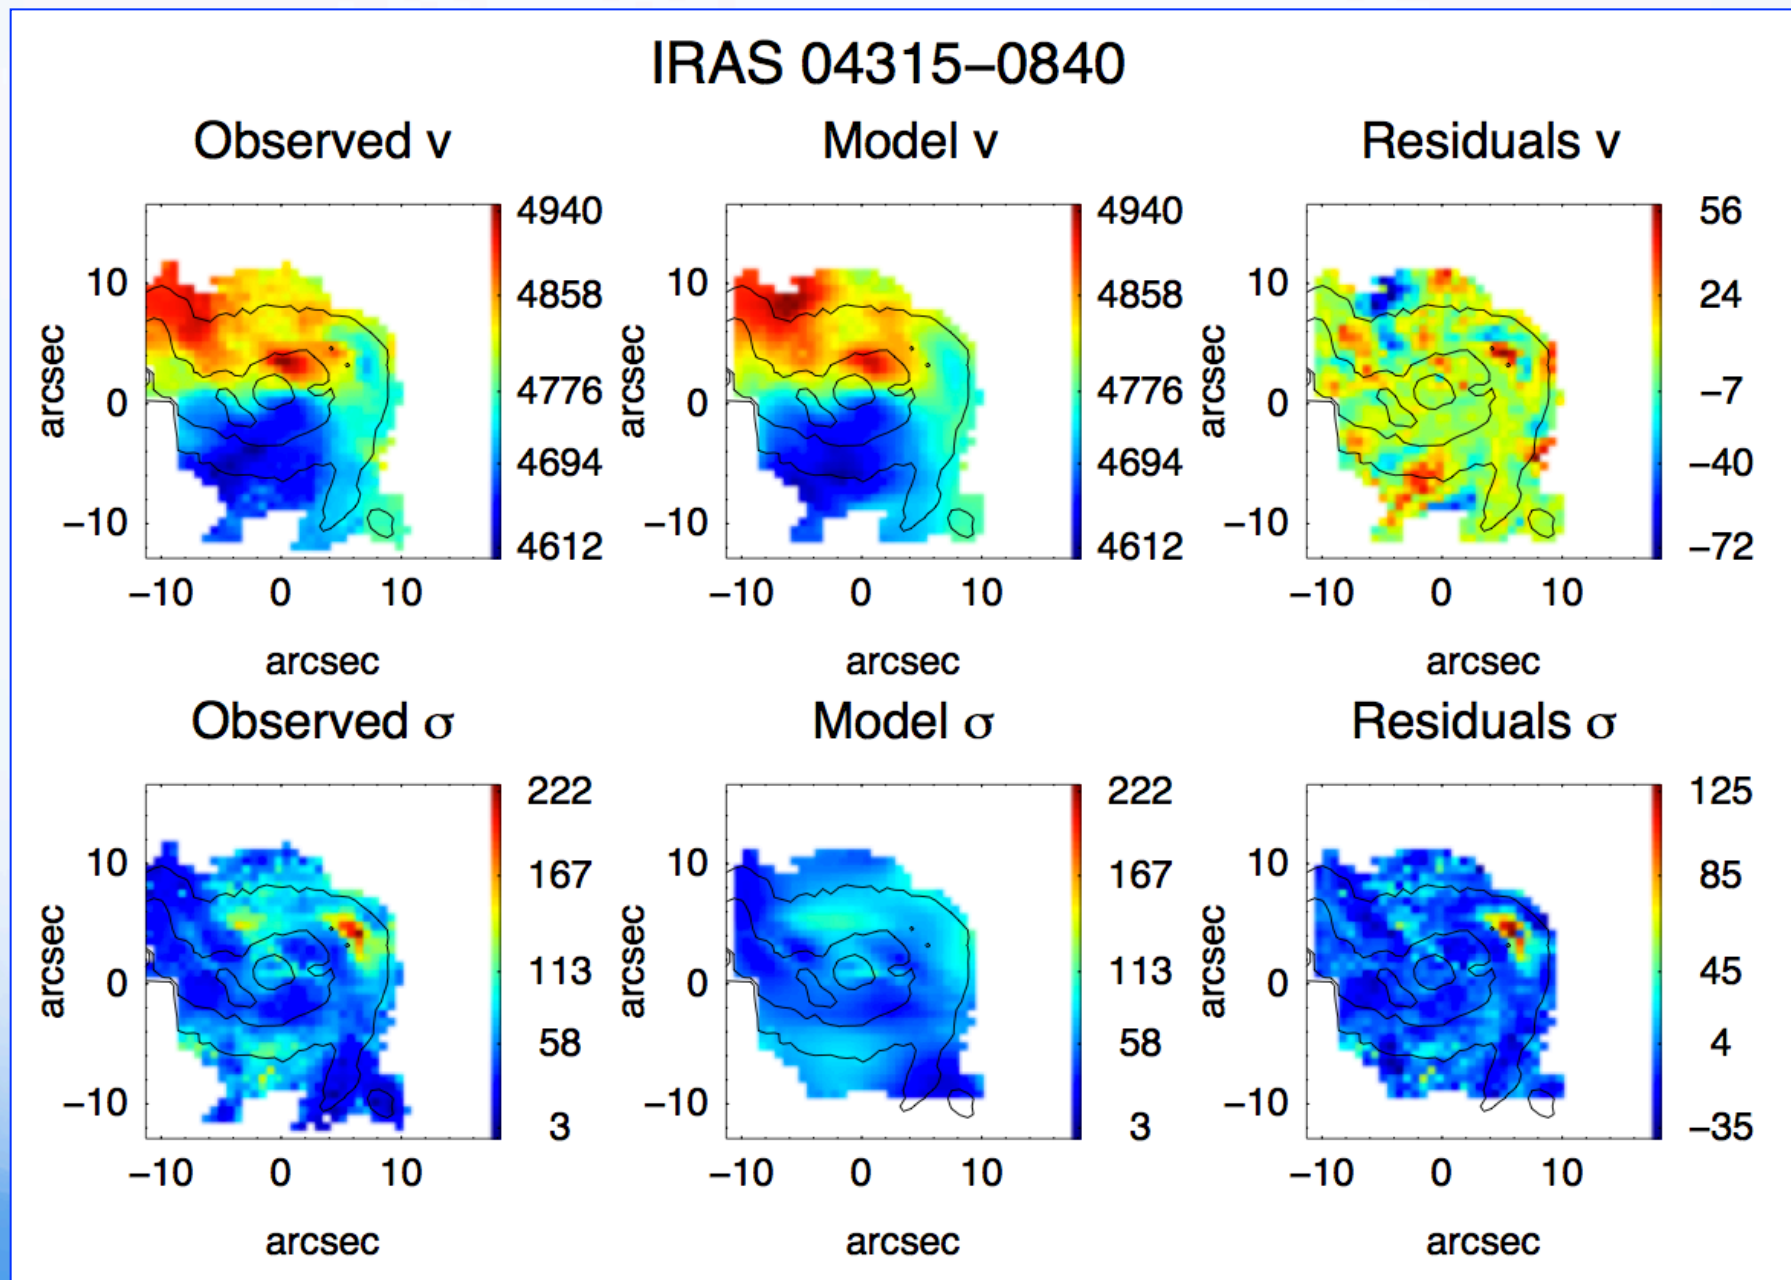 IRAS 04315–0840
Observed v
Model v
Residuals v
4940
4858
4776
4694
4612
4940
4858
4776
4694
4612
56
24
−7
−40
−72
10
0
−10
arcsec
10
0
−10
arcsec
10
0
−10
arcsec
−10 0 10
−10 0 10
−10 0 10
arcsec
arcsec
arcsec
Observed σ
Model σ
Residuals σ
222
167
113
58
3
222
167
113
58
3
125
85
45
4
−35
10
0
−10
arcsec
10
0
−10
arcsec
10
0
−10
arcsec
−10 0 10
−10 0 10
−10 0 10
arcsec
arcsec
arcsec